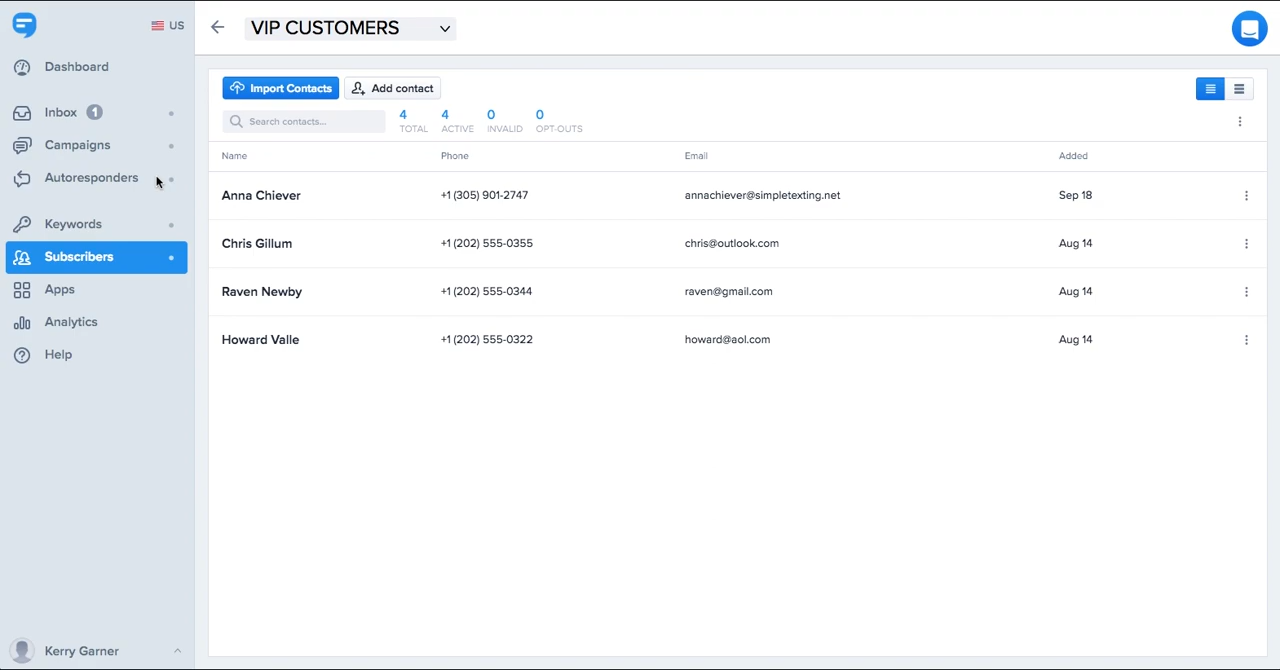 US
Dashboard
Inbox 1
Campaigns
Autoresponders
Keywords
Subscribers
Apps
Analytics
Help
Kerry Garner
VIP CUSTOMERS
Import Contacts Add contact
Search contacts...
4 4 0 0
TOTAL ACTIVE INVALID OPT-OUTS
Name Phone Email Added
Anna Chiever +1 (305) 901-2747 annachiever@simpletexting.net Sep 18
Chris Gillum +1 (202) 555-0355 chris@outlook.com Aug 14
Raven Newby +1 (202) 555-0344 raven@gmail.com Aug 14
Howard Valle +1 (202) 555-0322 howard@aol.com Aug 14